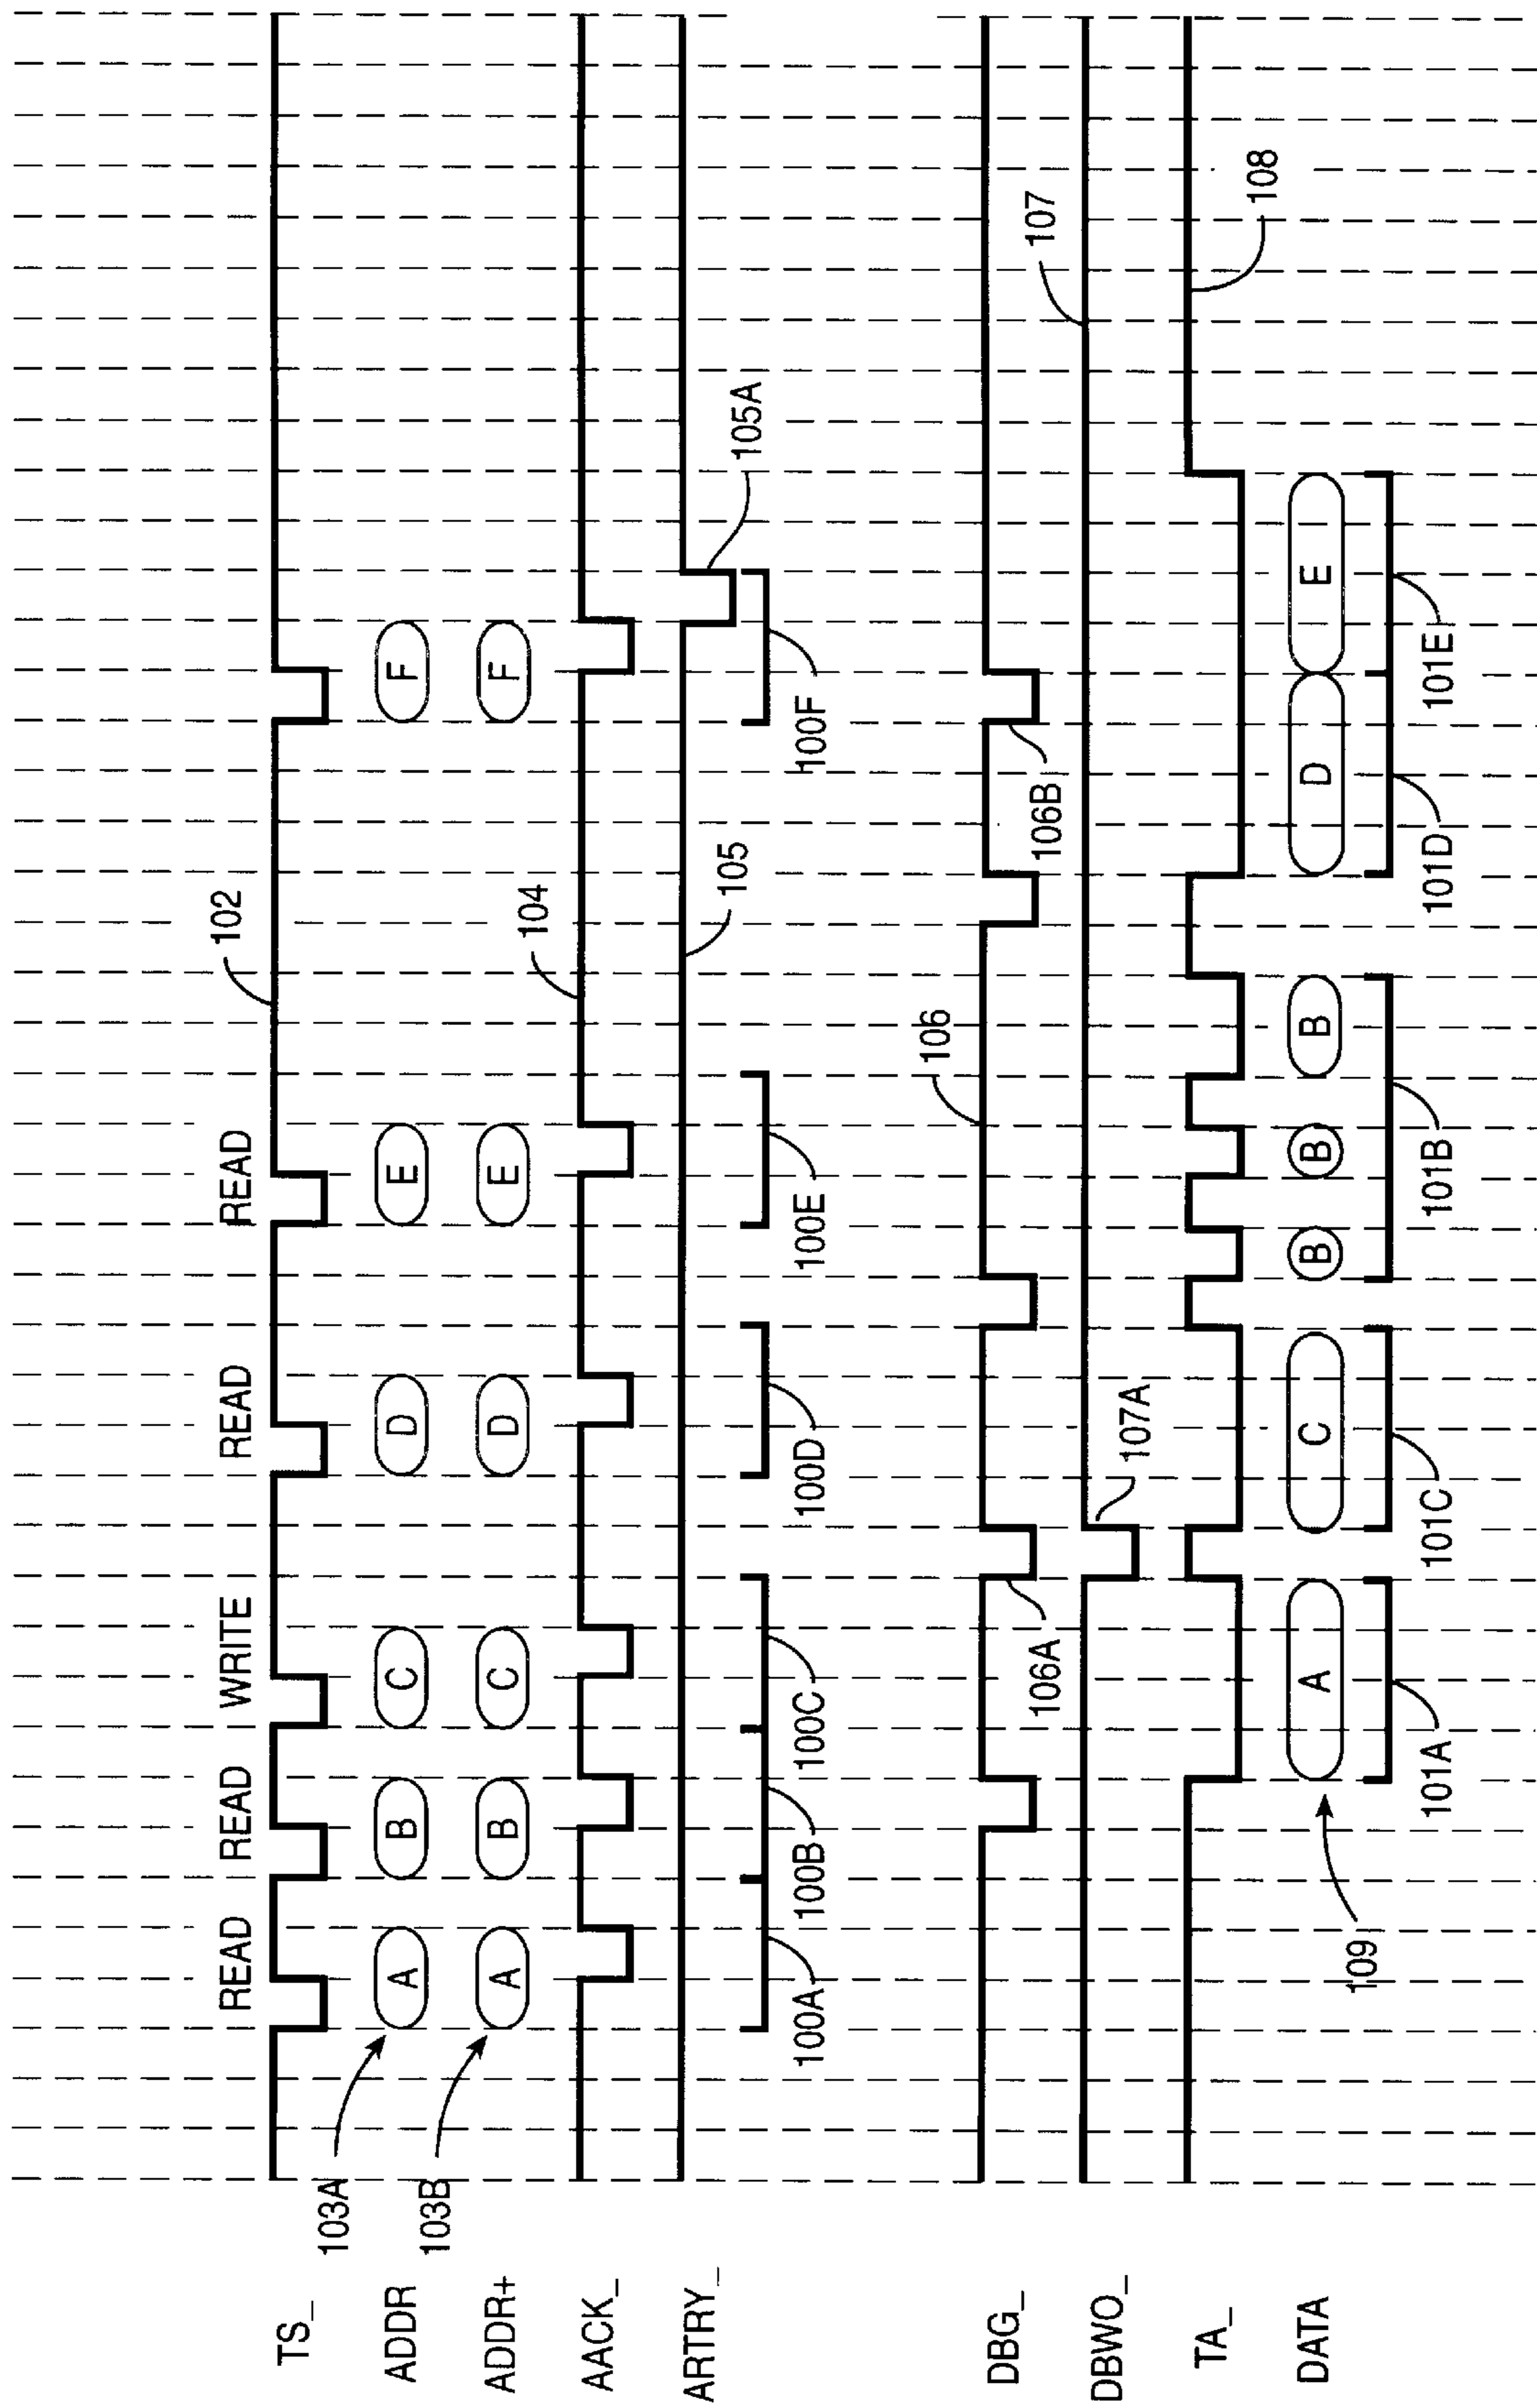 READ READ WRITE READ READ
102
TS_
103A
ADDR A B C D E F
103B
ADDR+ A B C D E F
104
AACK_
ARTRY_
105
105A
100A 100B 100C 100D 100E 100F
106
DBG_
106A
106B
107
DBWO_
107A
TA_
108
DATA A C B B B D E
109
101A 101C 101B 101D 101E